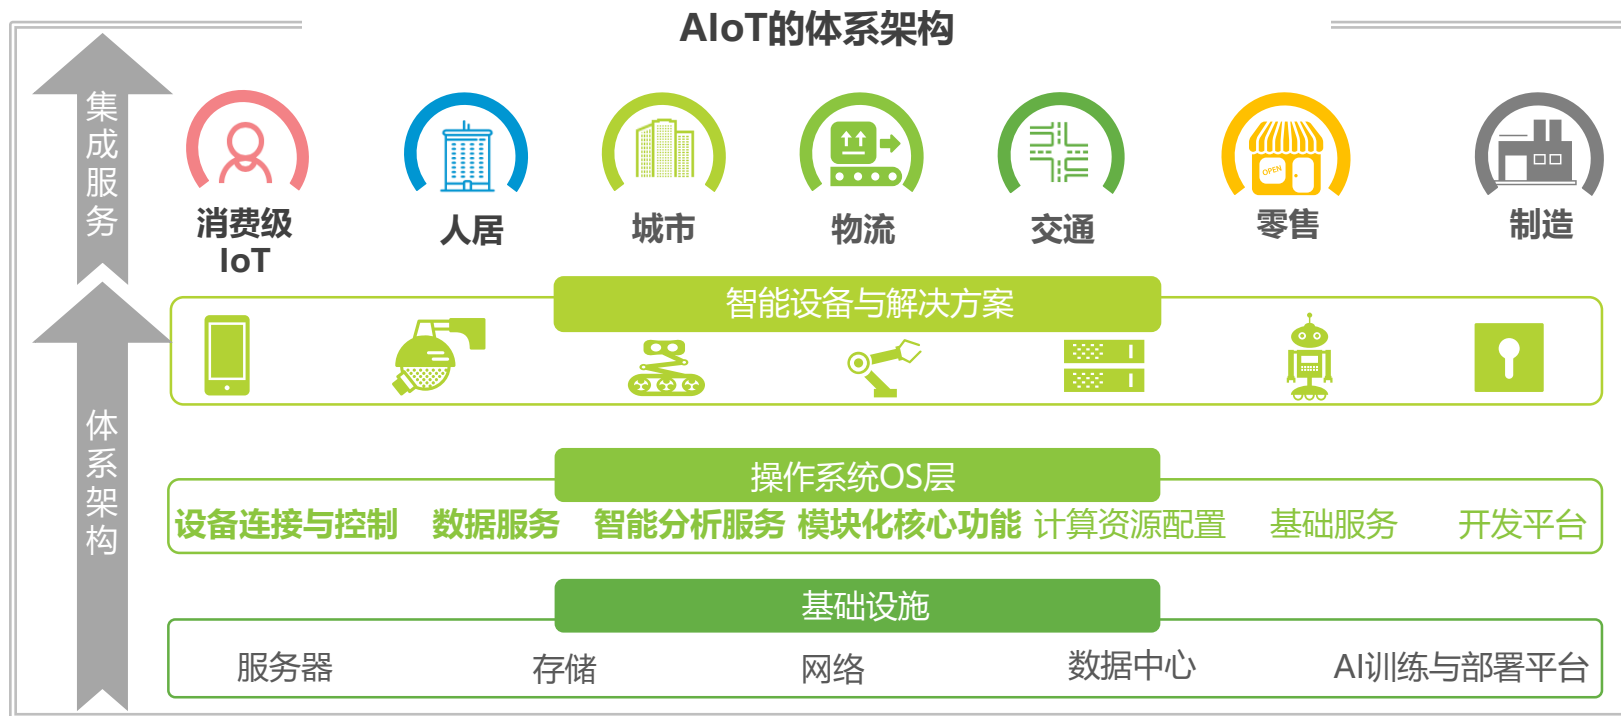 AIoT的体系架构
集成服务
消费级
IoT
人居
城市
物流
OPEN
交通
零售
制造
智能设备与解决方案
体系架构
操作系统OS层
设备连接与控制 数据服务 智能分析服务 模块化核心功能 计算资源配置 基础服务 开发平台
基础设施
服务器 存储 网络 数据中心 AI训练与部署平台